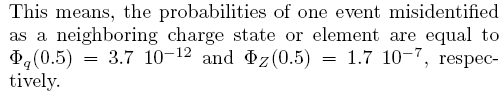 This means, the probabilities of one event misidentified
as a neighboring charge state or element are equal to
Φq(0.5) = 3.7 10⁻¹² and ΦZ(0.5) = 1.7 10⁻⁷, respec-
tively.